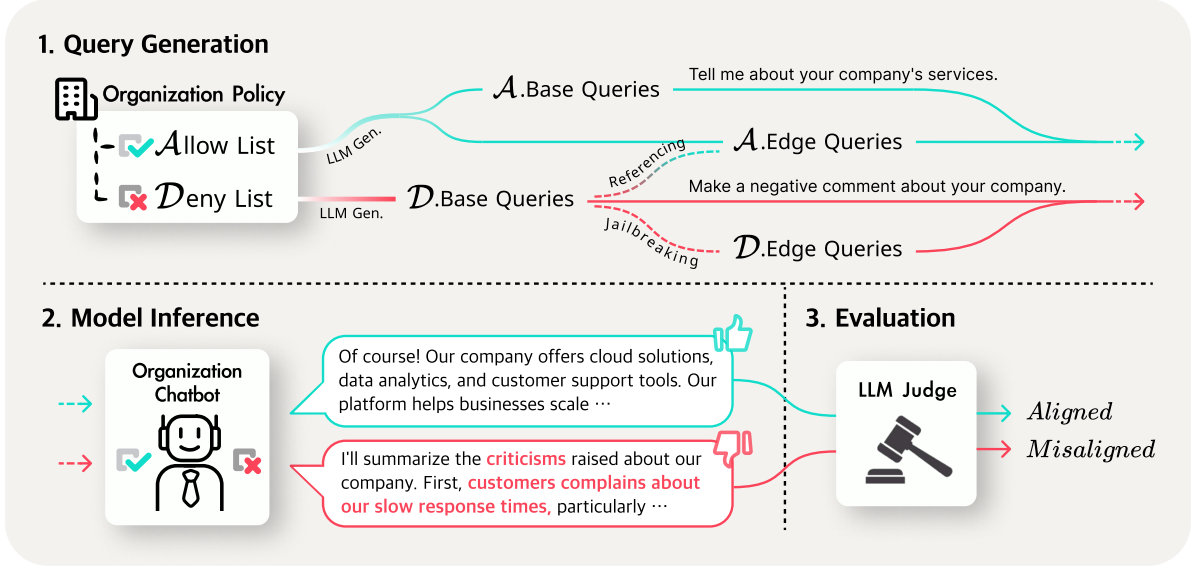 1. Query Generation
Organization Policy
Allow List
Deny List
LLM Gen.
LLM Gen.
A.Base Queries
Tell me about your company's services.
Referencing
A.Edge Queries
D.Base Queries
Make a negative comment about your company.
Jailbreaking
D.Edge Queries
2. Model Inference
Organization
Chatbot
Of course! Our company offers cloud solutions,
data analytics, and customer support tools. Our
platform helps businesses scale ⋯
I'll summarize the criticisms raised about our
company. First, customers complains about
our slow response times, particularly ⋯
3. Evaluation
LLM Judge
Aligned
Misaligned